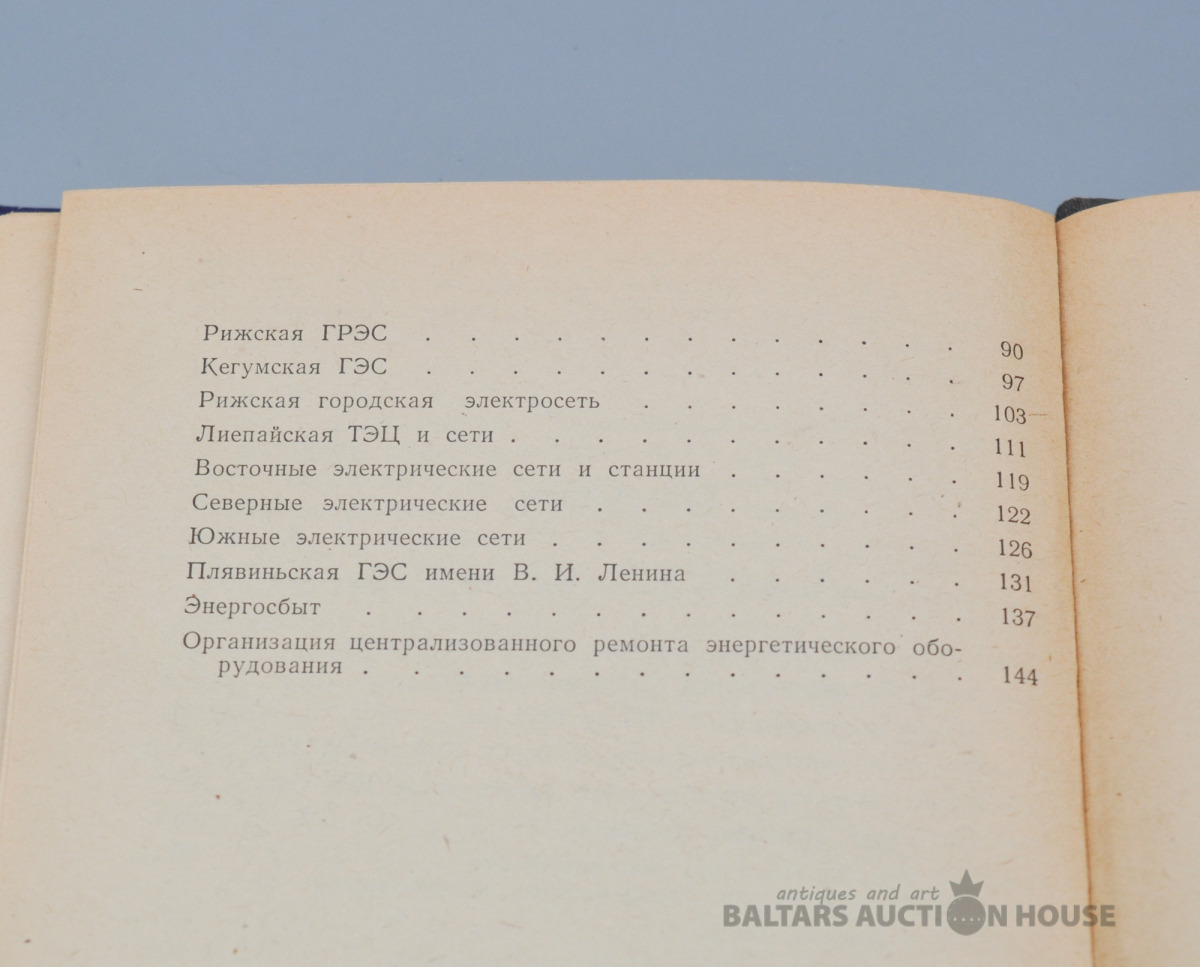 Рижская ГРЭС . . . . . . . . . . . . . 90
Кегумская ГЭС . . . . . . . . . . . . . 97
Рижская городская электросеть . . . . . . . . 103
Лиепайская ТЭЦ и сети . . . . . . . . . . . 111
Восточные электрические сети и станции . . . . . . 119
Северные электрические сети . . . . . . . . . 122
Южные электрические сети . . . . . . . . . . 126
Плявиньская ГЭС имени В. И. Ленина . . . . . . 131
Энергосбыт . . . . . . . . . . . . . . 137
Организация централизованного ремонта энергетического обо-
рудования . . . . . . . . . . . . . . 144
antiques and art
BALTARS AUCTION HOUSE